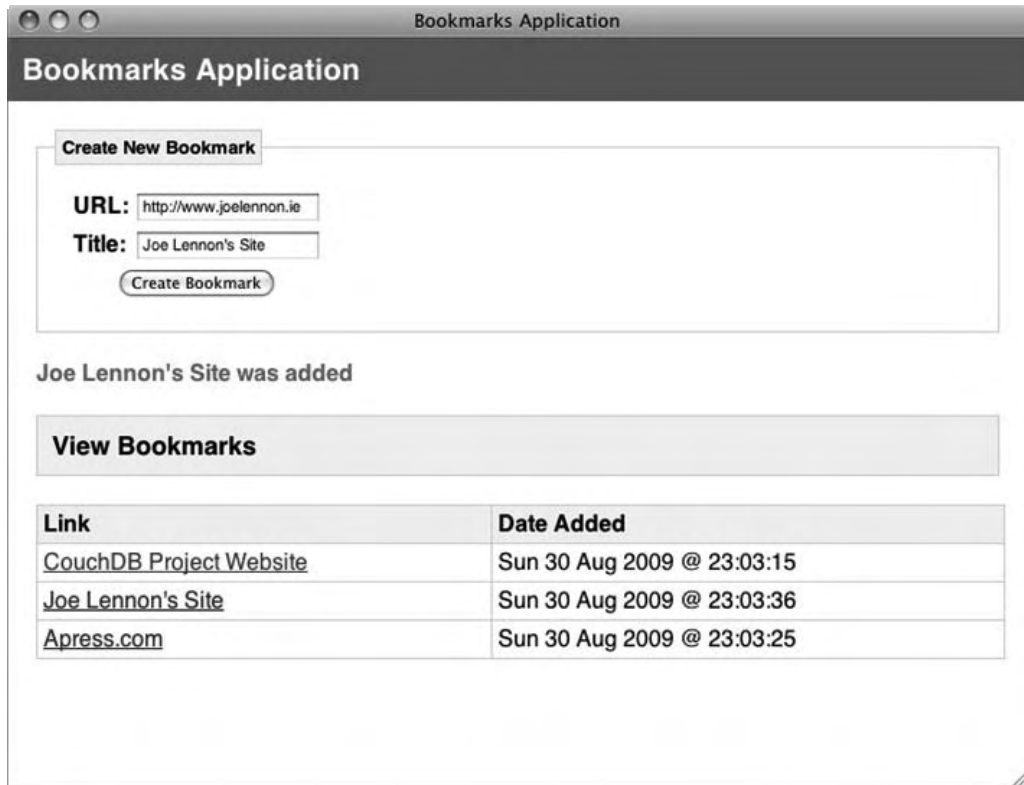 Bookmarks Application
Bookmarks Application
Create New Bookmark
URL: http://www.joelennon.ie
Title: Joe Lennon's Site
Create Bookmark
Joe Lennon's Site was added
View Bookmarks
Link Date Added
CouchDB Project Website Sun 30 Aug 2009 @ 23:03:15
Joe Lennon's Site Sun 30 Aug 2009 @ 23:03:36
Apress.com Sun 30 Aug 2009 @ 23:03:25